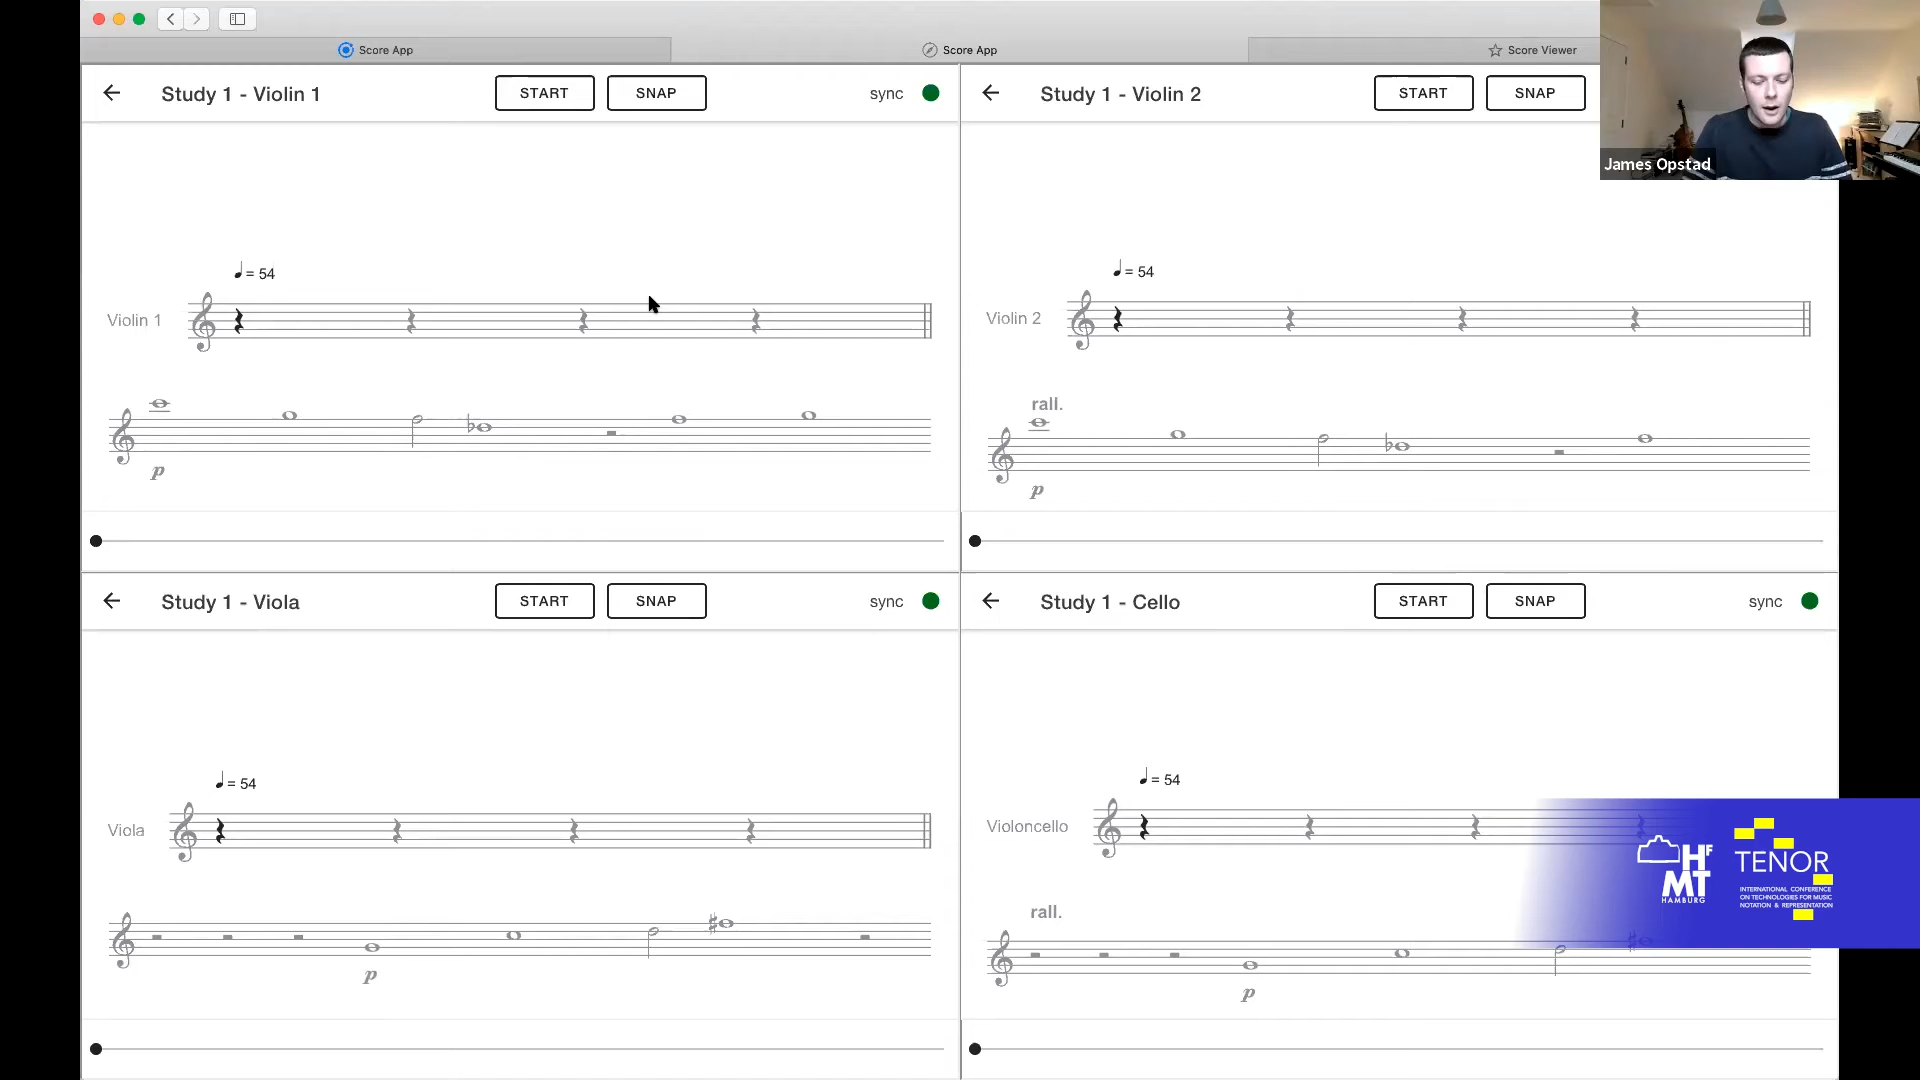 Score App
Score App
Score Viewer
Study 1 - Violin 1
START
SNAP
sync
Study 1 - Violin 2
START
SNAP
James Opstad
= 54
Violin 1
p
= 54
Violin 2
rall.
p
Study 1 - Viola
START
SNAP
sync
Study 1 - Cello
START
SNAP
sync
= 54
Viola
p
= 54
Violoncello
rall.
p
HfMT
HAMBURG
TENOR
INTERNATIONAL CONFERENCE
ON TECHNOLOGIES FOR MUSIC
NOTATION & REPRESENTATION